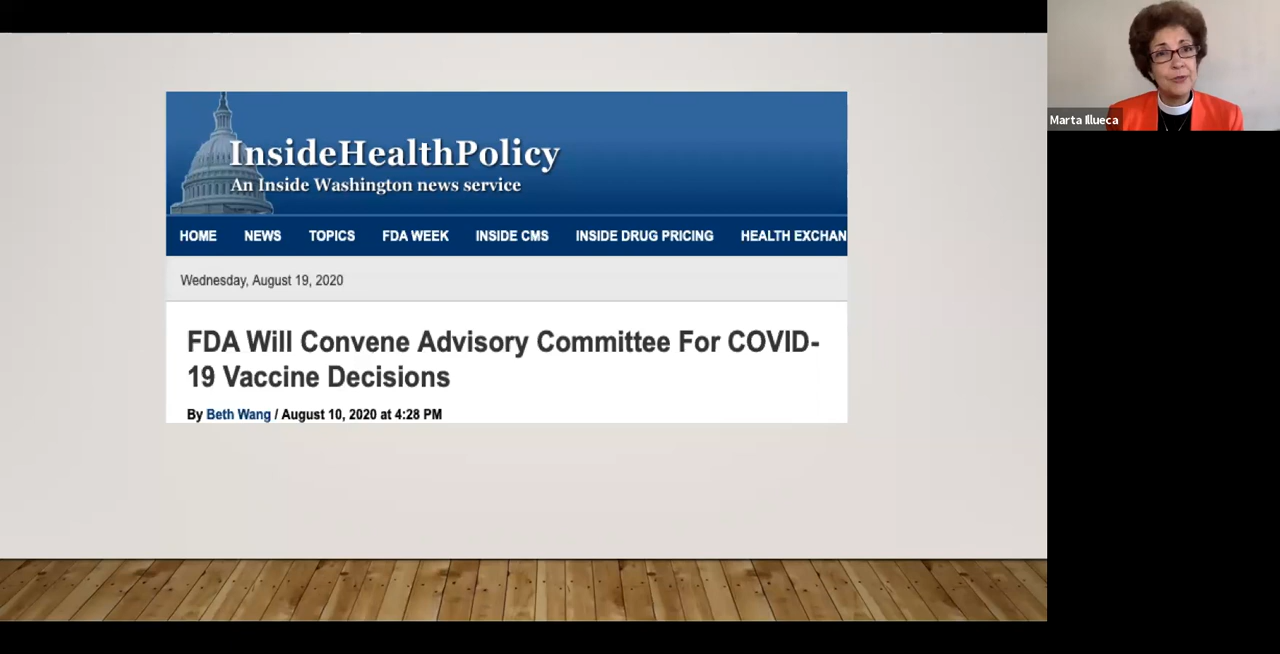 InsideHealthPolicy
An Inside Washington news service
HOME NEWS TOPICS FDA WEEK INSIDE CMS INSIDE DRUG PRICING HEALTH EXCHAN
Wednesday, August 19, 2020
FDA Will Convene Advisory Committee For COVID-
19 Vaccine Decisions
By Beth Wang / August 10, 2020 at 4:28 PM
Marta Illueca